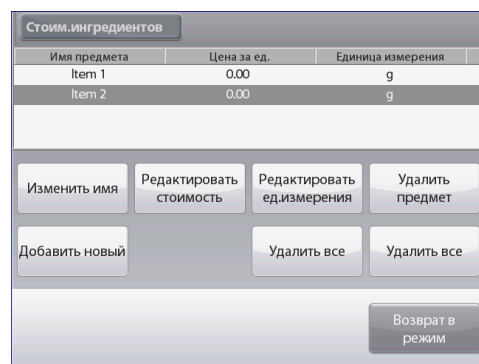 Стоим.ингредиентов
Имя предмета Цена за ед. Единица измерения
Item 1 0.00 g
Item 2 0.00 g
Изменить имя Редактировать стоимость Редактировать ед.измерения Удалить предмет
Добавить новый Удалить все Удалить все
Возврат в режим